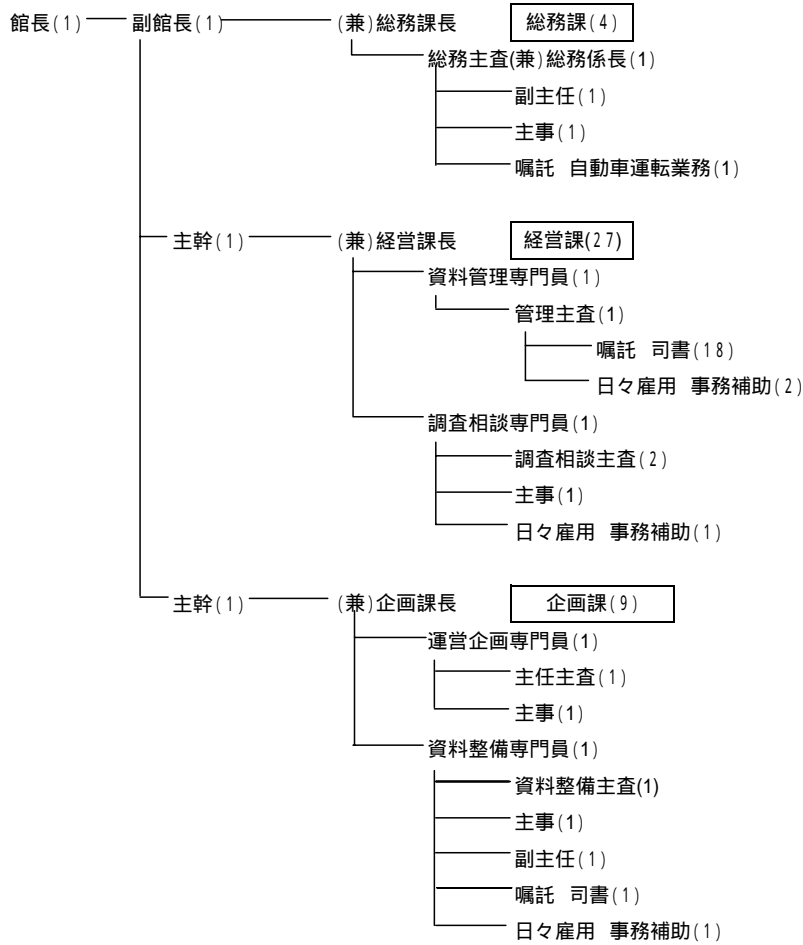 館長(1) 副館長(1) (兼)総務課長 総務課(4)
総務主査(兼)総務係長(1)
副主任(1)
主事(1)
嘱託 自動車運転業務(1)
主幹(1) (兼)経営課長 経営課(27)
資料管理専門員(1)
管理主査(1)
嘱託 司書(18)
日々雇用 事務補助(2)
調査相談専門員(1)
調査相談主査(2)
主事(1)
日々雇用 事務補助(1)
主幹(1) (兼)企画課長 企画課(9)
運営企画専門員(1)
主任主査(1)
主事(1)
資料整備専門員(1)
資料整備主査(1)
主事(1)
副主任(1)
嘱託 司書(1)
日々雇用 事務補助(1)